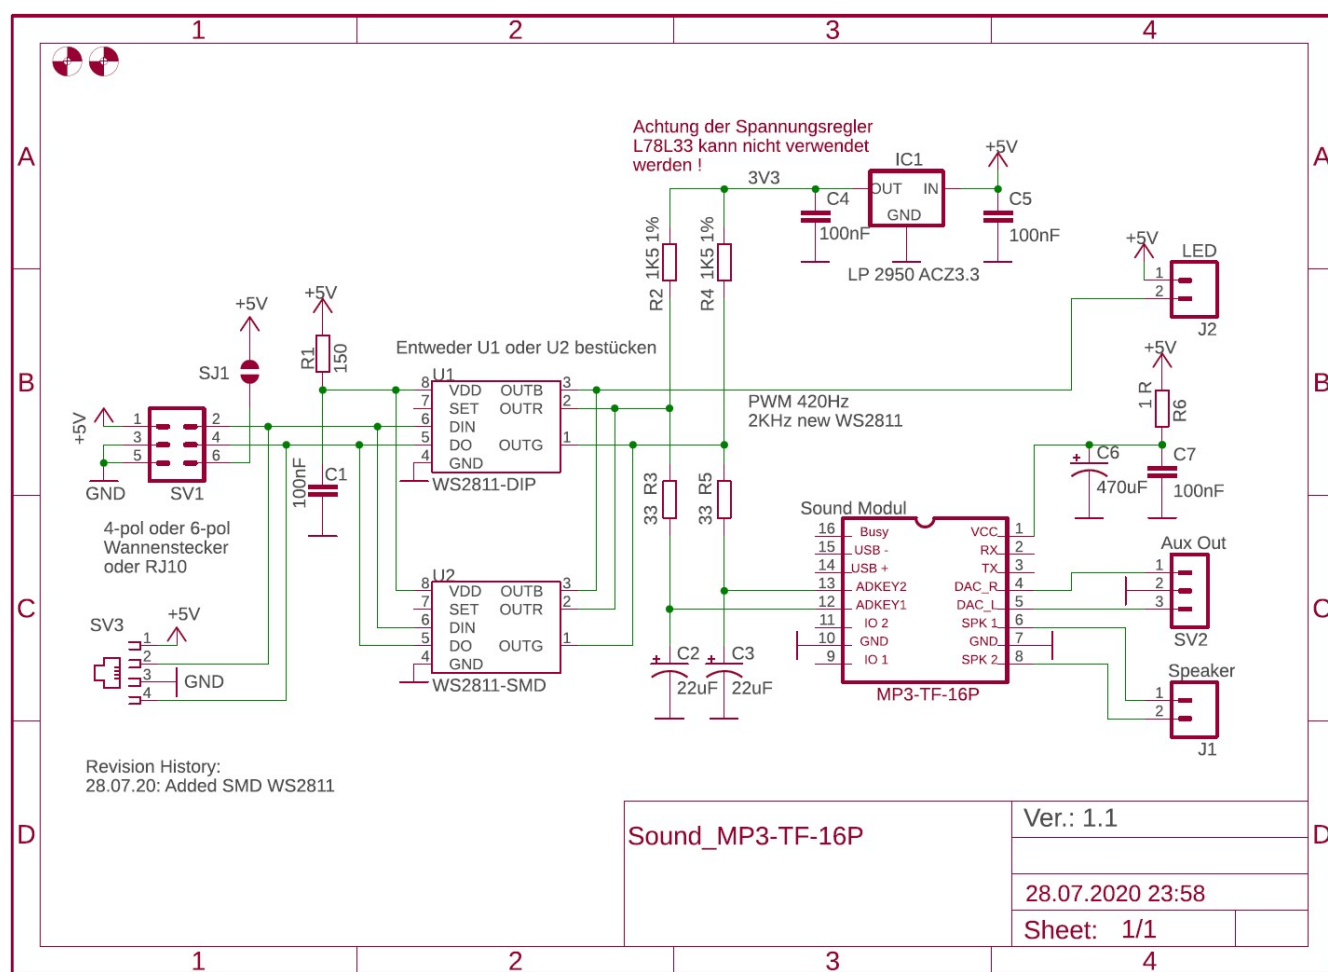 1 2 3 4
A
B
C
D
A
B
C
D
Achtung der Spannungsregler
L78L33 kann nicht verwendet
werden !
3V3
C4
100nF
OUT IN
GND
IC1
LP 2950 ACZ3.3
+5V
C5
100nF
R2 1K5 1%
R4 1K5 1%
+5V
LED
1
2
J2
+5V
SJ1
+5V
R1
150
Entweder U1 oder U2 bestücken
U1
8 VDD OUTB 3
7 SET OUTR 2
6 DIN
5 DO OUTG 1
4 GND
WS2811-DIP
PWM 420Hz
2KHz new WS2811
+5V
1 R
R6
+5V
1 2
3 4
5 6
GND
SV1
4-pol oder 6-pol
Wannenstecker
oder RJ10
100nF
C1
33 R3
33 R5
C6
470uF
C7
100nF
Sound Modul
16 Busy VCC 1
15 USB - RX 2
14 USB + TX 3
13 ADKEY2 DAC_R 4
12 ADKEY1 DAC_L 5
11 IO 2 SPK 1 6
10 GND GND 7
9 IO 1 SPK 2 8
MP3-TF-16P
Aux Out
1
2
3
SV2
U2
8 VDD OUTB 3
7 SET OUTR 2
6 DIN
5 DO OUTG 1
4 GND
WS2811-SMD
SV3
+5V
1
2
3
4
GND
C2
22uF
C3
22uF
Speaker
1
2
J1
Revision History:
28.07.20: Added SMD WS2811
Sound_MP3-TF-16P
Ver.: 1.1
28.07.2020 23:58
Sheet: 1/1
1 2 3 4